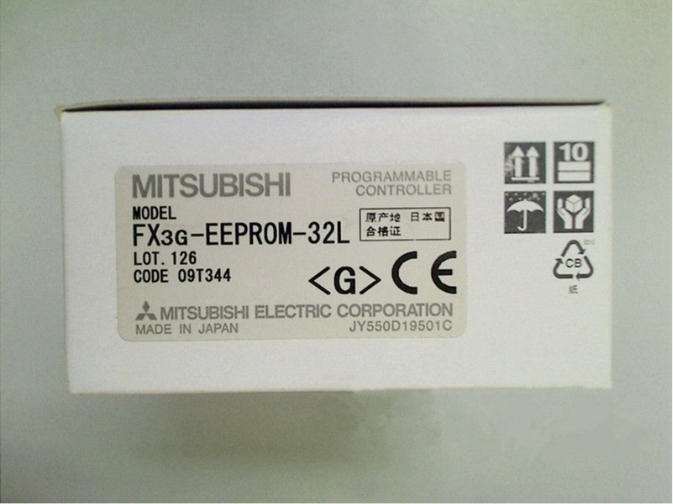 MITSUBISHI
PROGRAMMABLE
CONTROLLER
MODEL
FX3G-EEPROM-32L
原产地 日本国
合格证
LOT. 126
CODE 09T344
<G> CE
MITSUBISHI ELECTRIC CORPORATION
MADE IN JAPAN
JY550D19501C
10
CB
紙